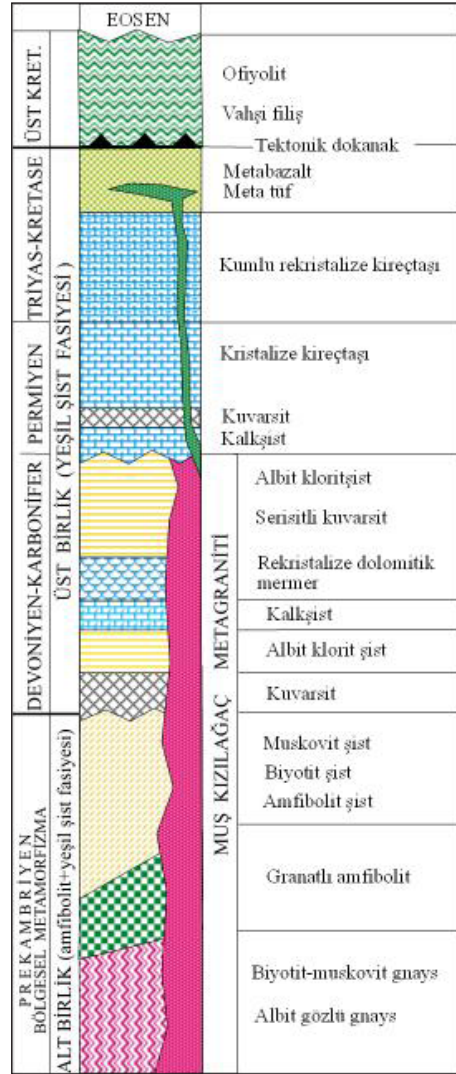 EOSEN
ÜST KRET.
Ofiyolit
Vahşi filiş
Tektonik dokanak
TRİYAS-KRETASE
Metabazalt
Meta tüf
Kumlu rekristalize kireçtaşı
PERMİYEN
Kristalize kireçtaşı
Kuvarsit
Kalkşist
ÜST BİRLİK (YEŞİL ŞİST FASİYESİ)
DEVONİYEN-KARBONİFER
Albit kloritşist
Serisitli kuvarsit
Rekristalize dolomitik
mermer
Kalkşist
Albit klorit şist
Kuvarsit
MUŞ KIZILAĞAÇ METAGRANİTİ
PREKAMBRİYEN
BÖLGESEL METAMORFİZMA
ALT BİRLİK (amfibolit+yeşil şist fasiyesi)
Muskovit şist
Biyotit şist
Amfibolit şist
Granatlı amfibolit
Biyotit-muskovit gnays
Albit gözlü gnays